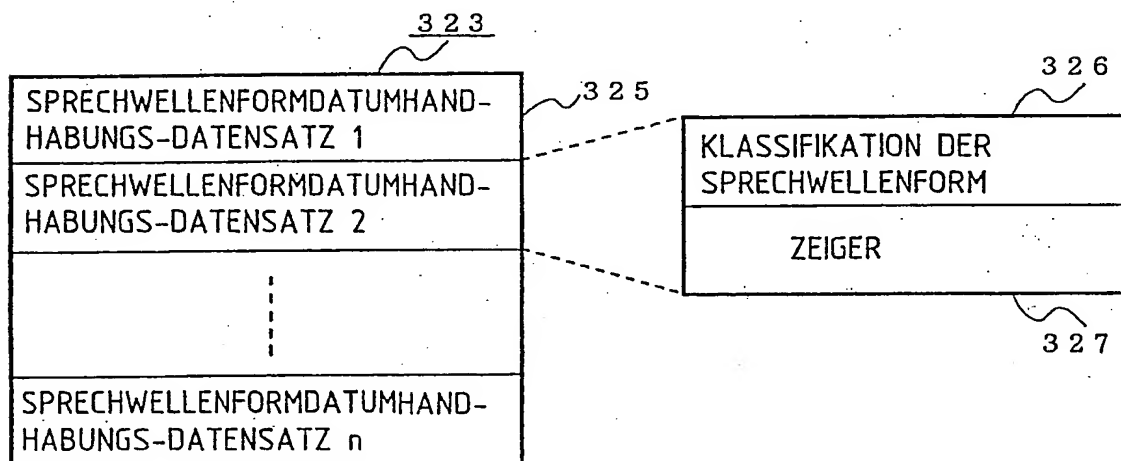 323
SPRECHWELLENFORMDATUMHAND-
HABUNGS-DATENSATZ 1
325
SPRECHWELLENFORMDATUMHAND-
HABUNGS-DATENSATZ 2
SPRECHWELLENFORMDATUMHAND-
HABUNGS-DATENSATZ n
326
KLASSIFIKATION DER
SPRECHWELLENFORM
ZEIGER
327